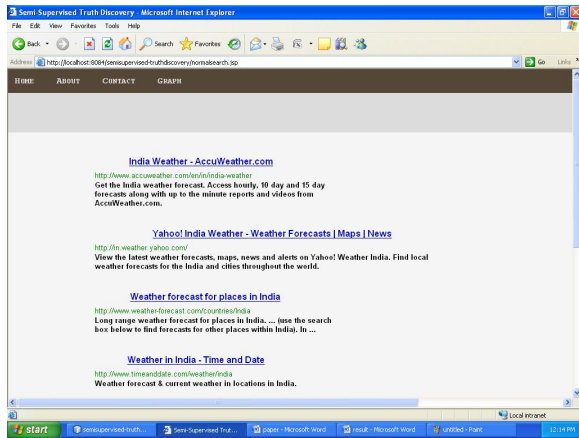 Semi-Supervised Truth Discovery - Microsoft Internet Explorer
File Edit View Favorites Tools Help
Back Search Favorites
Address http://localhost:8084/semisupervised-truthdiscovery/normalsearch.jsp Go Links
HOME ABOUT CONTACT GRAPH
India Weather - AccuWeather.com
http://www.accuweather.com/en/in/india-weather
Get the India weather forecast. Access hourly, 10 day and 15 day
forecasts along with up to the minute reports and videos from
AccuWeather.com.
Yahoo! India Weather - Weather Forecasts | Maps | News
http://in.weather.yahoo.com/
View the latest weather forecasts, maps, news and alerts on Yahoo! Weather India. Find local
weather forecasts for the India and cities throughout the world.
Weather forecast for places in India
http://www.weather-forecast.com/countries/India
Long range weather forecast for places in India. ... (use the search
box below to find forecasts for other places within India). In ...
Weather in India - Time and Date
http://www.timeanddate.com/weather/india
Weather forecast & current weather in locations in India.
Local intranet
start semisupervised-truth... Semi-Supervised Trut... paper - Microsoft Word result - Microsoft Word untitled - Paint 12:14 PM